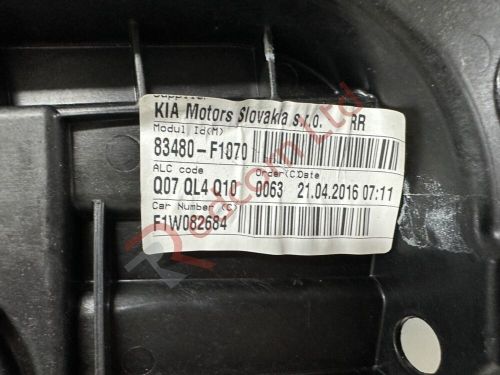 Supplier
KIA Motors Slovakia s.r.o. RR
Modul Id(M)
83480-F1070
ALC code Order(C)Date
Q07 QL4 Q10 0063 21.04.2016 07:11
Car Number (C)
F1W082684